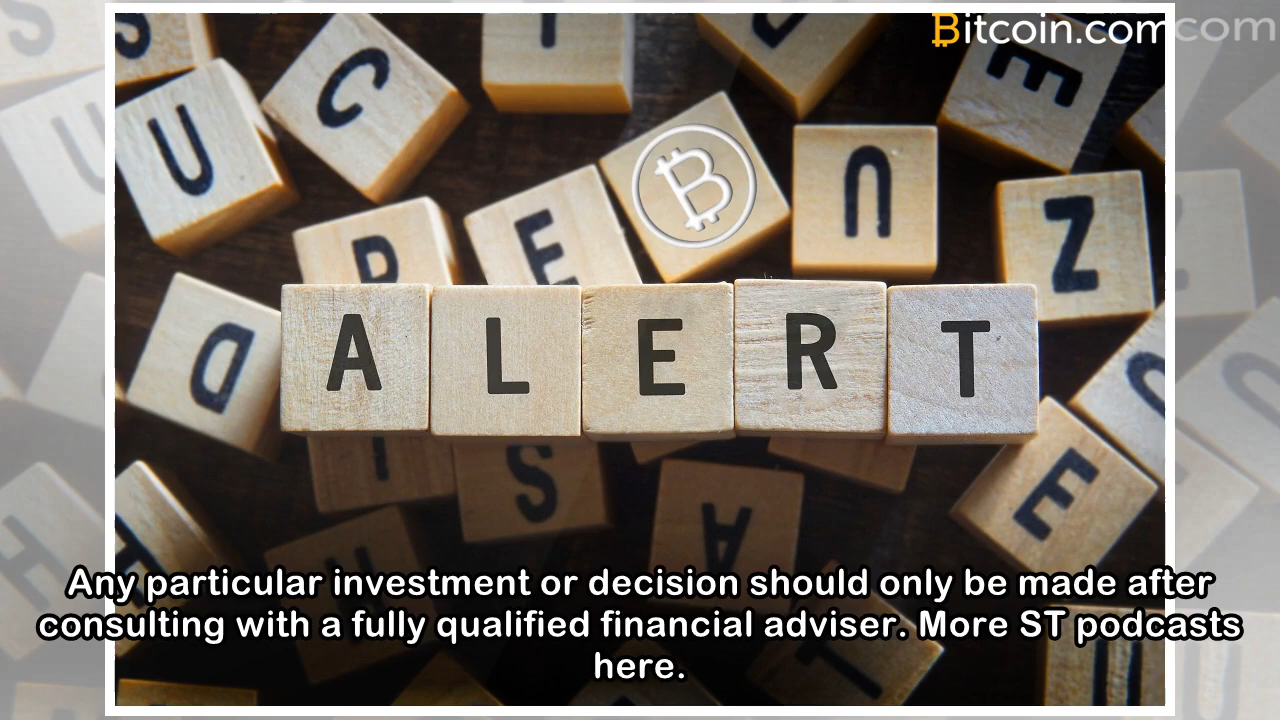 Bitcoin.com
com
S
U
C
I
E
R
E
B
U
Z
D
A L E R T
I
S
A
E
H
H
Any particular investment or decision should only be made after
consulting with a fully qualified financial adviser. More ST podcasts
here.